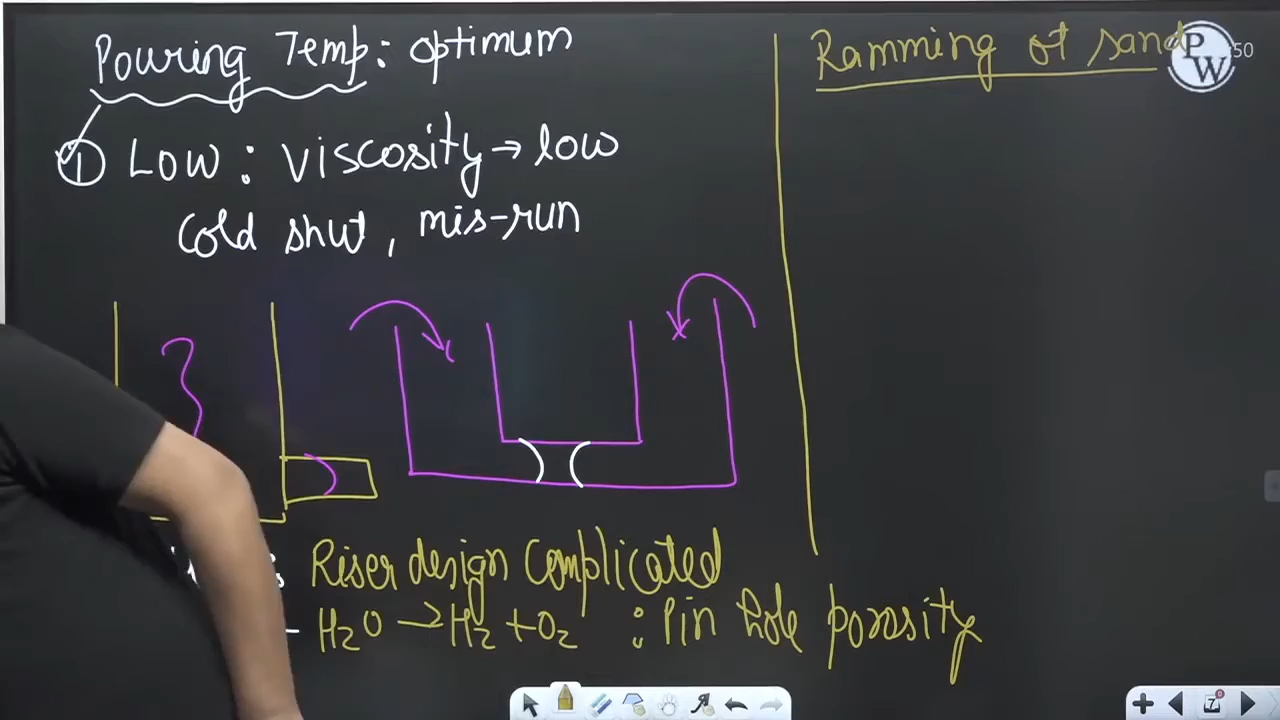 Pouring Temp: optimum
① Low: viscosity → low
cold shut, mis-run
Riser design complicated
H₂O → H₂ + O₂ : Pin hole porosity
Ramming of sand
PW
50
7